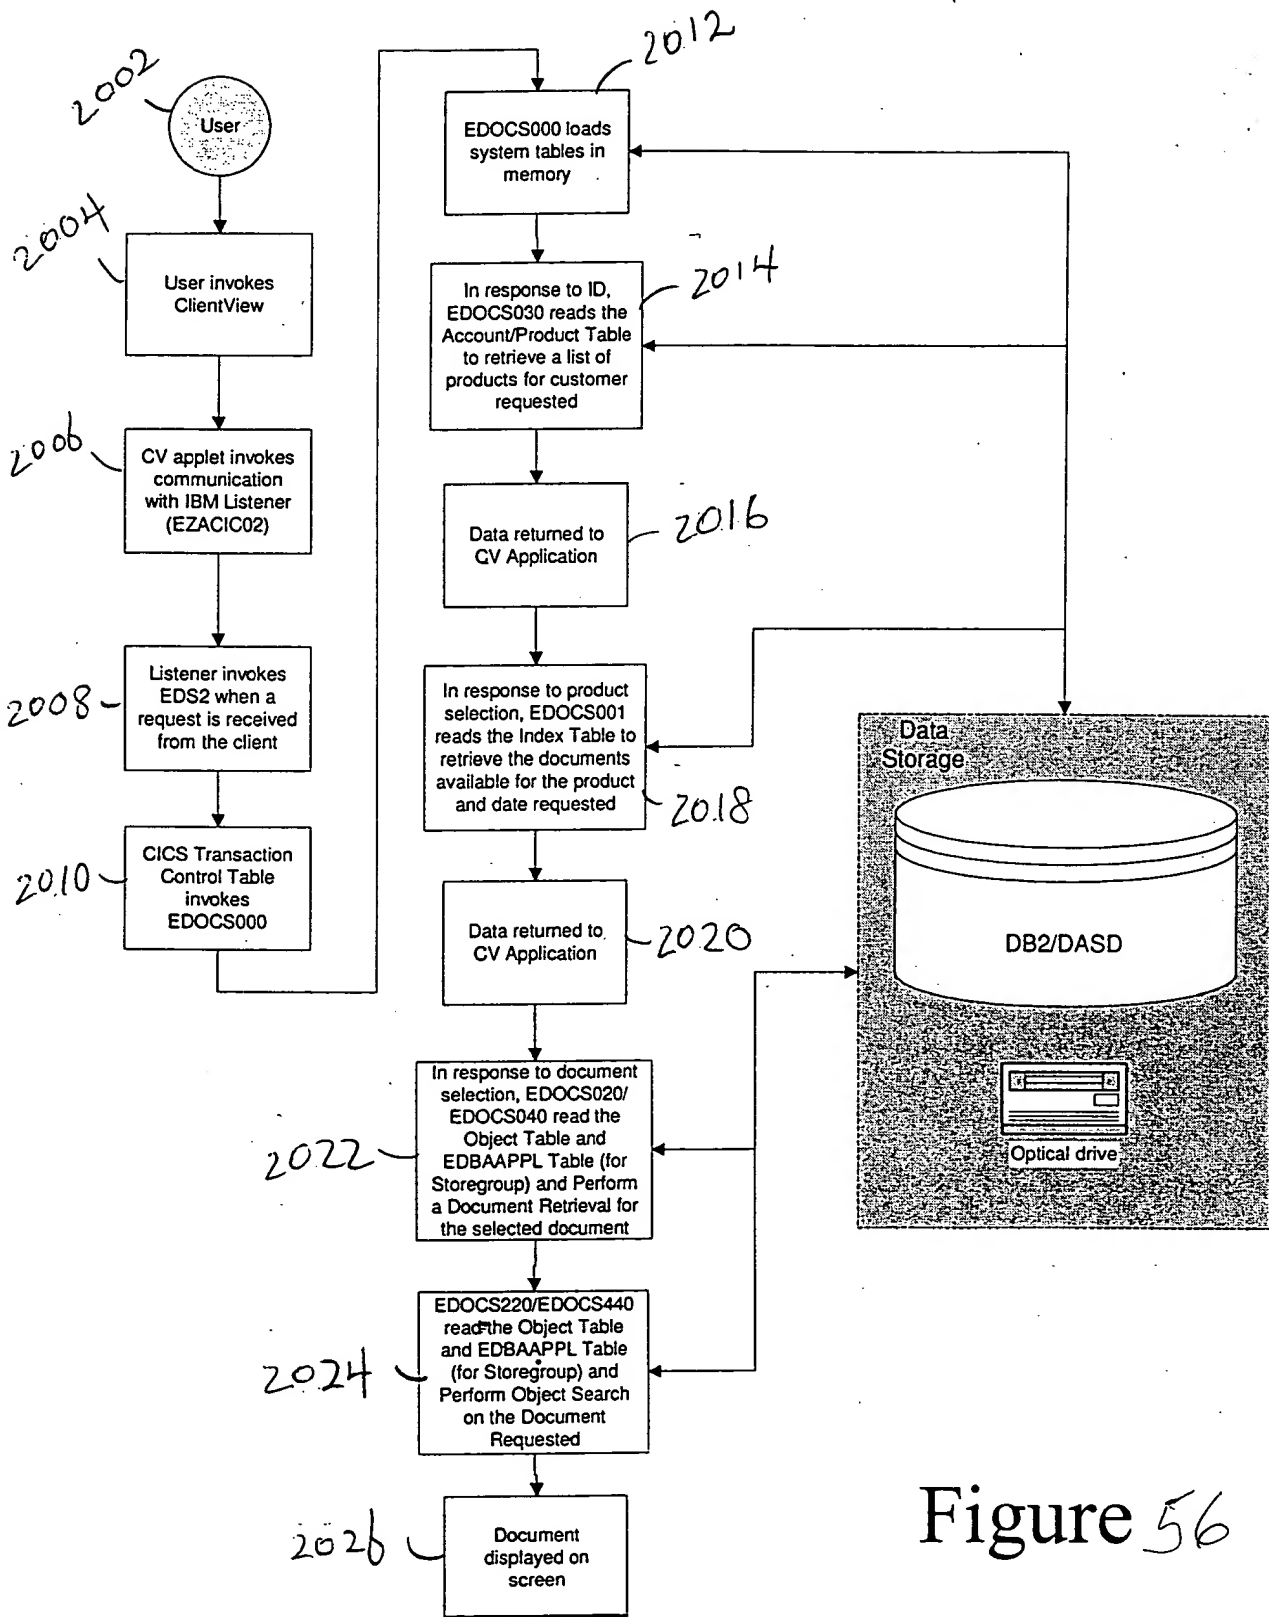 2002
User
2004
User invokes
ClientView
2006
CV applet invokes
communication
with IBM Listener
(EZACIC02)
2008
Listener invokes
EDS2 when a
request is received
from the client
2010
CICS Transaction
Control Table
invokes
EDOCS000
2012
EDOCS000 loads
system tables in
memory
2014
In response to ID,
EDOCS030 reads the
Account/Product Table
to retrieve a list of
products for customer
requested
2016
Data returned to
CV Application
In response to product
selection, EDOCS001
reads the Index Table to
retrieve the documents
available for the product
and date requested
2018
Data returned to
CV Application
2020
2022
In response to document
selection, EDOCS020/
EDOCS040 read the
Object Table and
EDBAAPPL Table (for
Storegroup) and Perform
a Document Retrieval for
the selected document
2024
EDOCS220/EDOCS440
read the Object Table
and EDBAAPPL Table
(for Storegroup) and
Perform Object Search
on the Document
Requested
2026
Document
displayed on
screen
Data
Storage
DB2/DASD
Optical drive
Figure 56